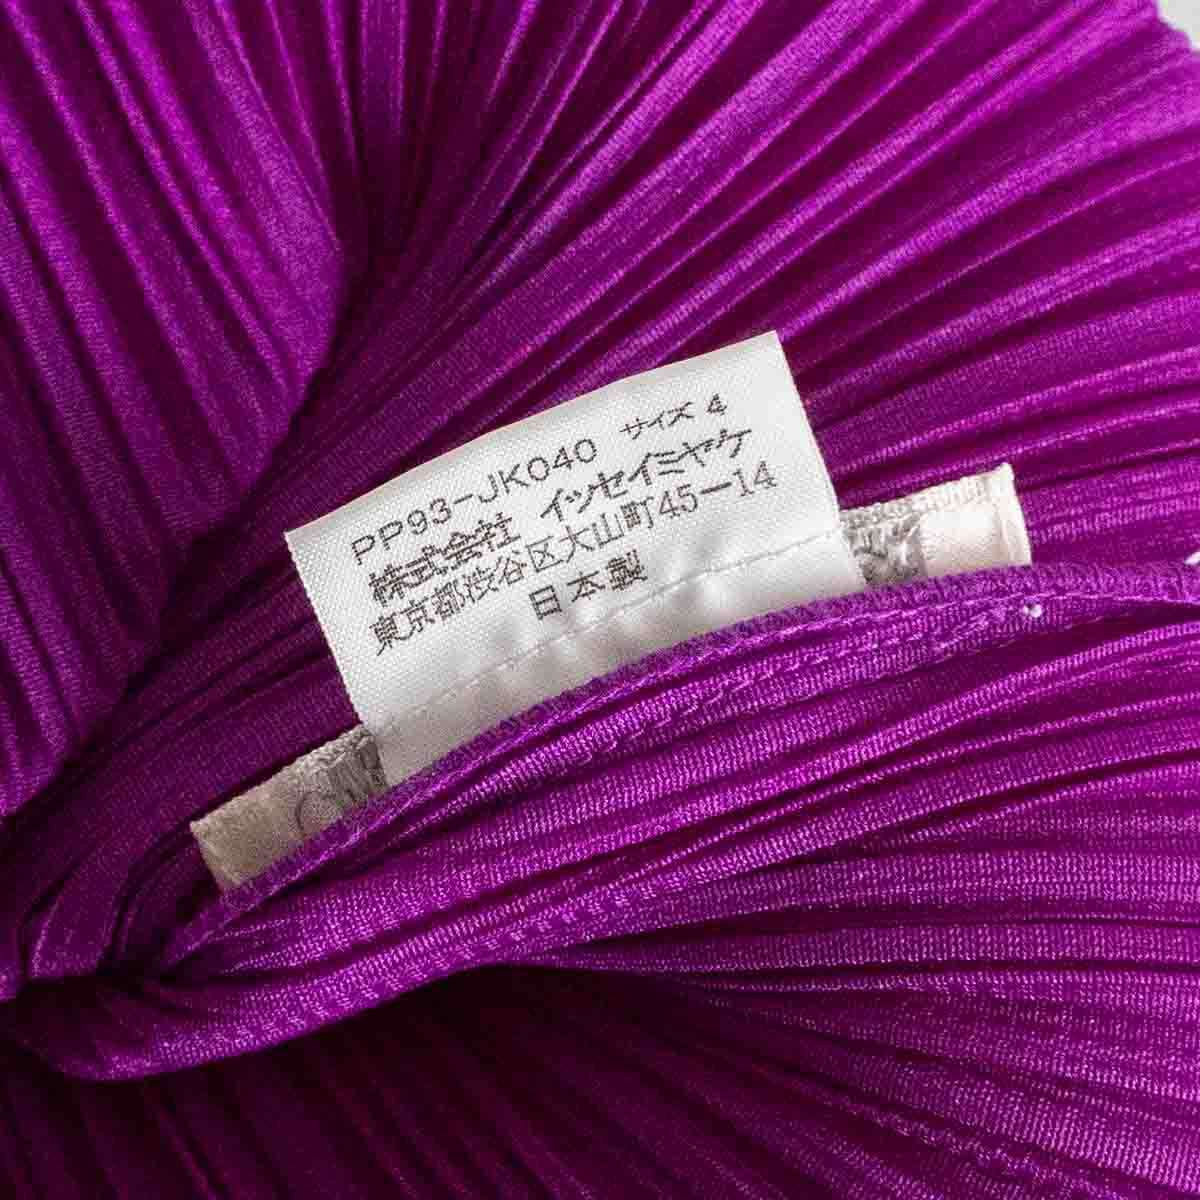 PP93-JK040 サイズ 4
株式会社 イッセイミヤケ
東京都渋谷区大山町45-14
日本製